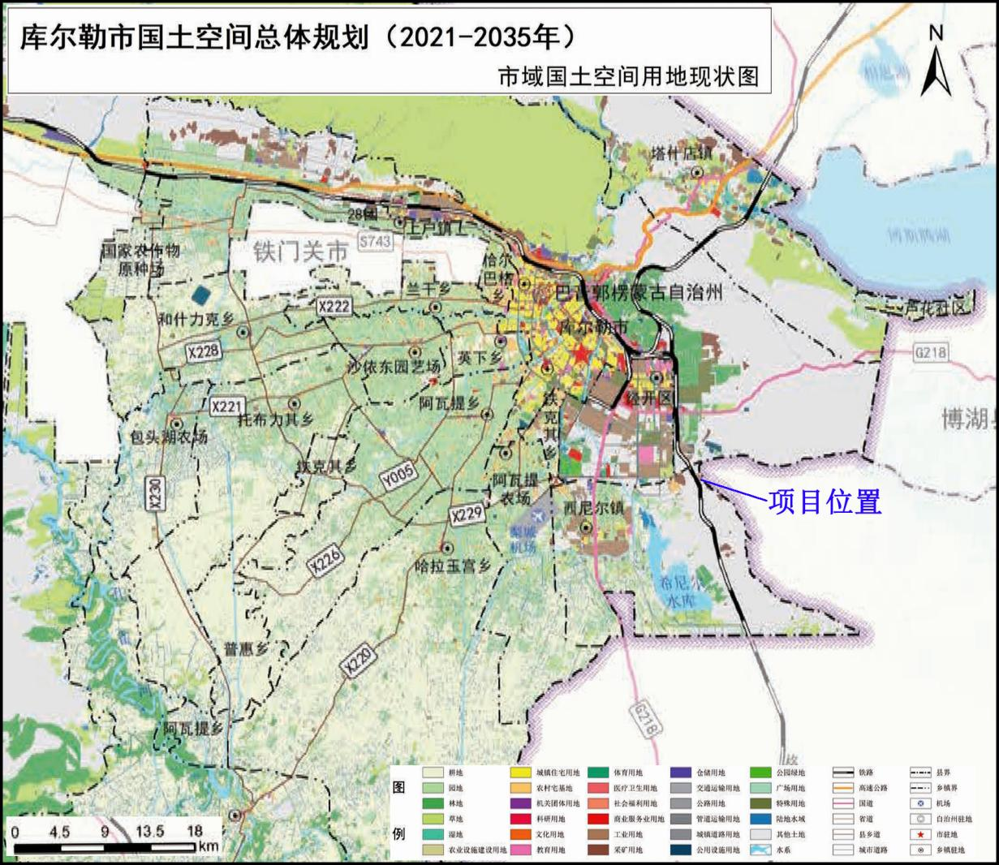 库尔勒市国土空间总体规划（2021-2035年）
市域国土空间用地现状图
N
塔什店镇
28团
上户镇
S743
铁门关市
国家农作物
原种场
恰尔
巴格
乡
兰干乡
巴音郭楞蒙古自治州
芦花社区
X222
和什力克乡
库尔勒市
X228
英下乡
G218
沙依东园艺场
经开区
X221
阿瓦提乡
铁
克
其
乡
托布力其乡
博湖
包头湖农场
铁克其乡
Y005
阿瓦提
农场
项目位置
X230
X229
西尼尔镇
梨城
机场
X226
哈拉玉宫乡
希尼尔
水库
孔
雀
河
普惠乡
X220
阿瓦提乡
G218
图
例
耕地
园地
林地
草地
湿地
农业设施建设用地
城镇住宅用地
农村宅基地
机关团体用地
科研用地
文化用地
教育用地
体育用地
医疗卫生用地
社会福利用地
商业服务业用地
工业用地
采矿用地
仓储用地
交通运输用地
公路用地
管道运输用地
城镇道路用地
公用设施用地
公园绿地
广场用地
特殊用地
陆地水域
其他土地
水系
铁路
高速公路
国道
省道
县乡道
城市道路
县界
乡镇界
机场
自治州驻地
市驻地
乡镇驻地
0 4.5 9 13.5 18
km